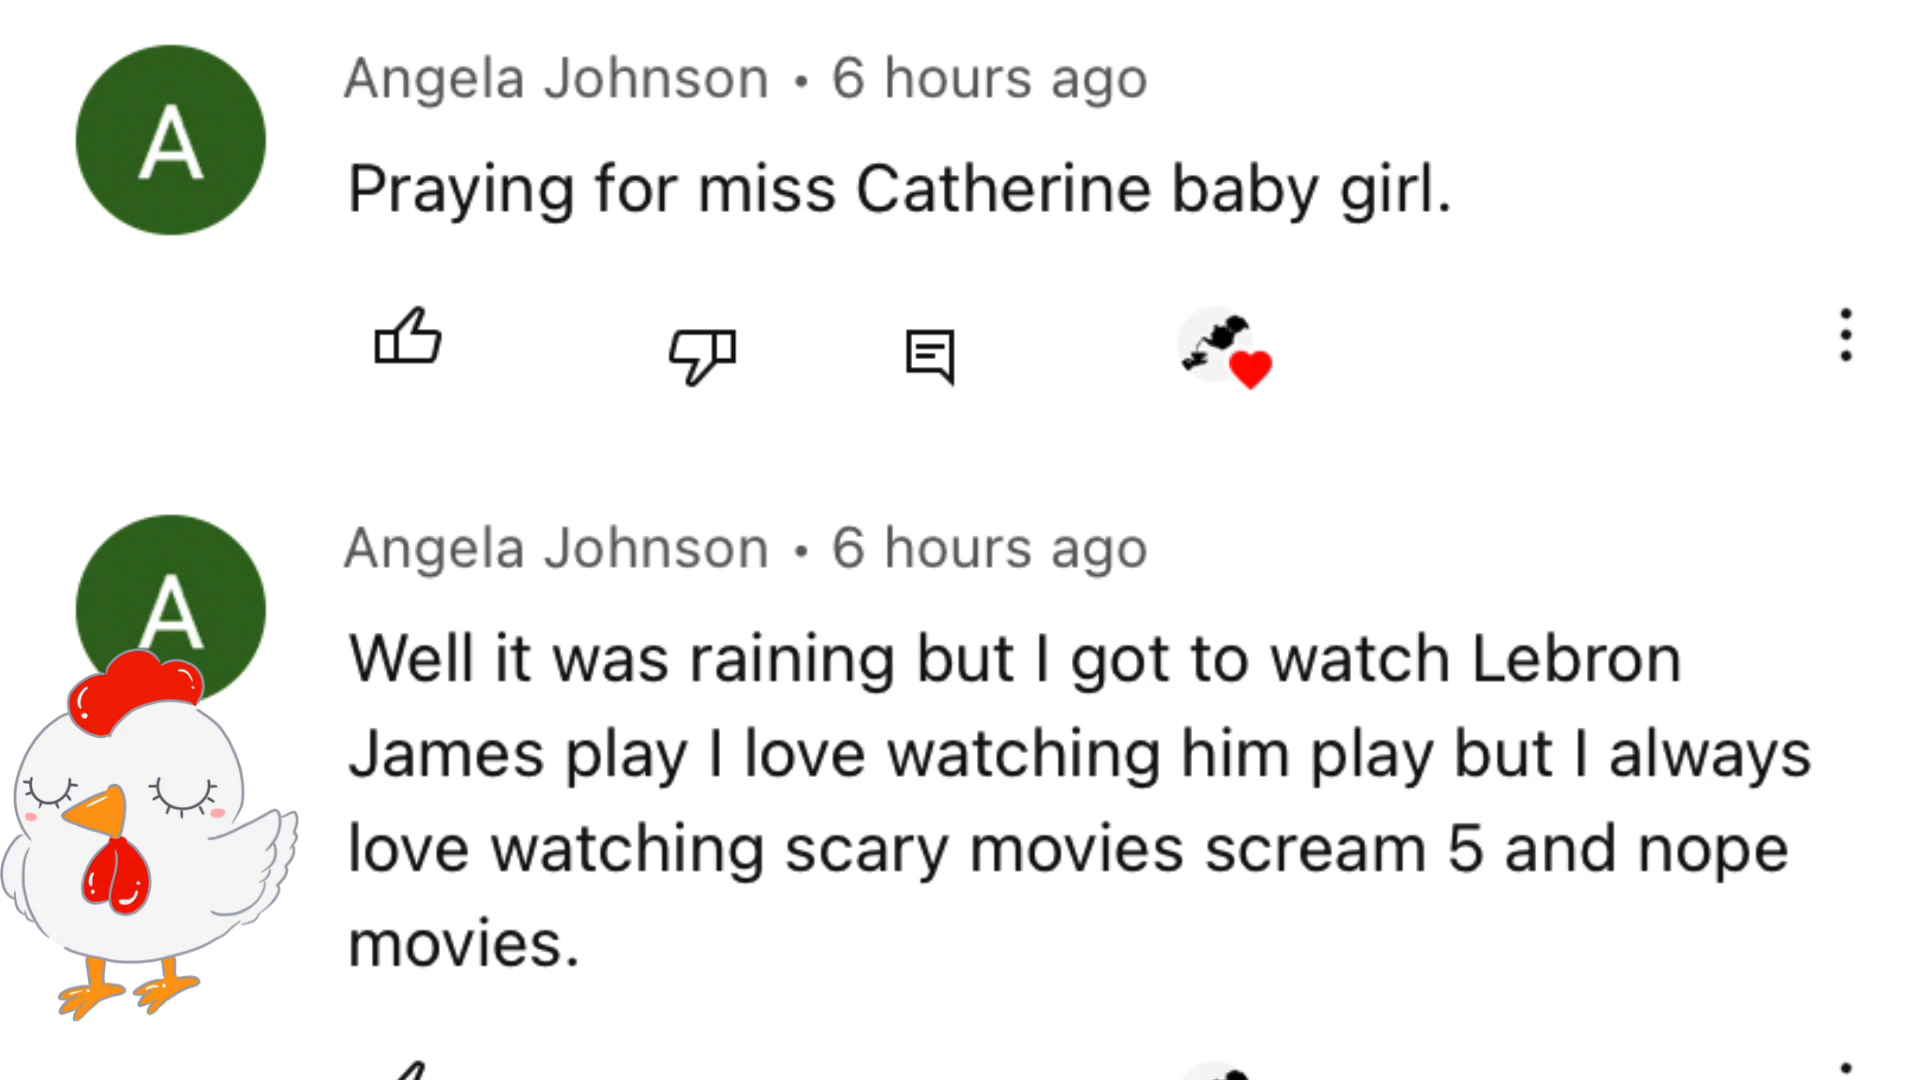 A
Angela Johnson • 6 hours ago
Praying for miss Catherine baby girl.
A
Angela Johnson • 6 hours ago
Well it was raining but I got to watch Lebron
James play I love watching him play but I always
love watching scary movies scream 5 and nope
movies.